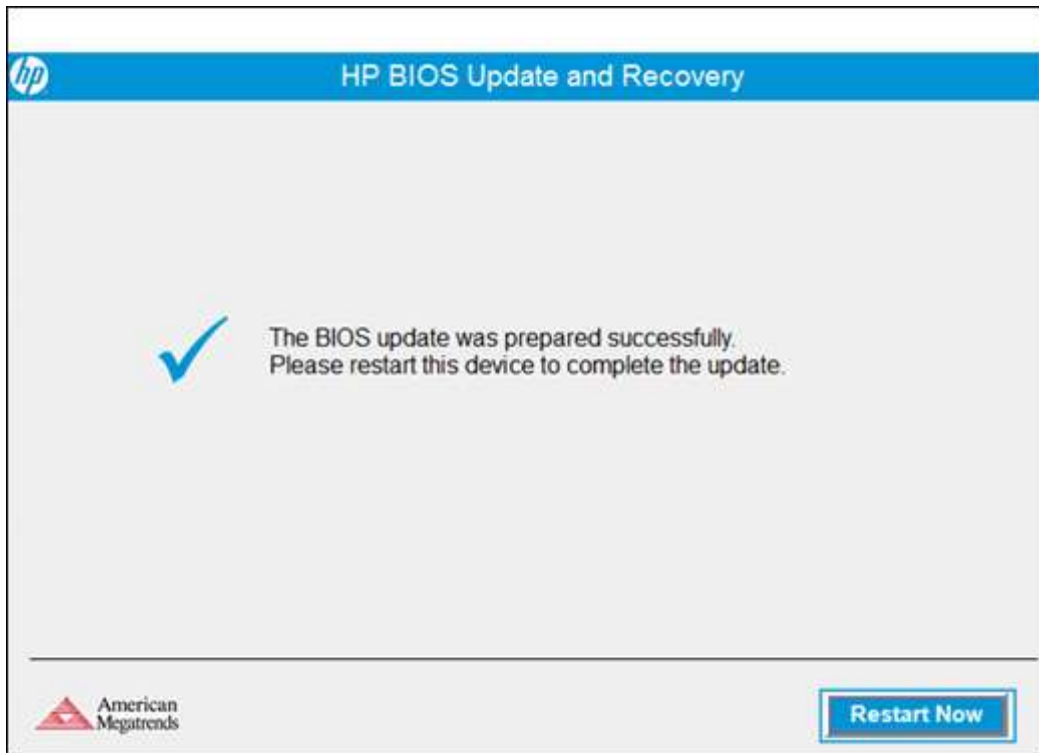 hp
HP BIOS Update and Recovery
The BIOS update was prepared successfully.
Please restart this device to complete the update.
American
Megatrends
Restart Now